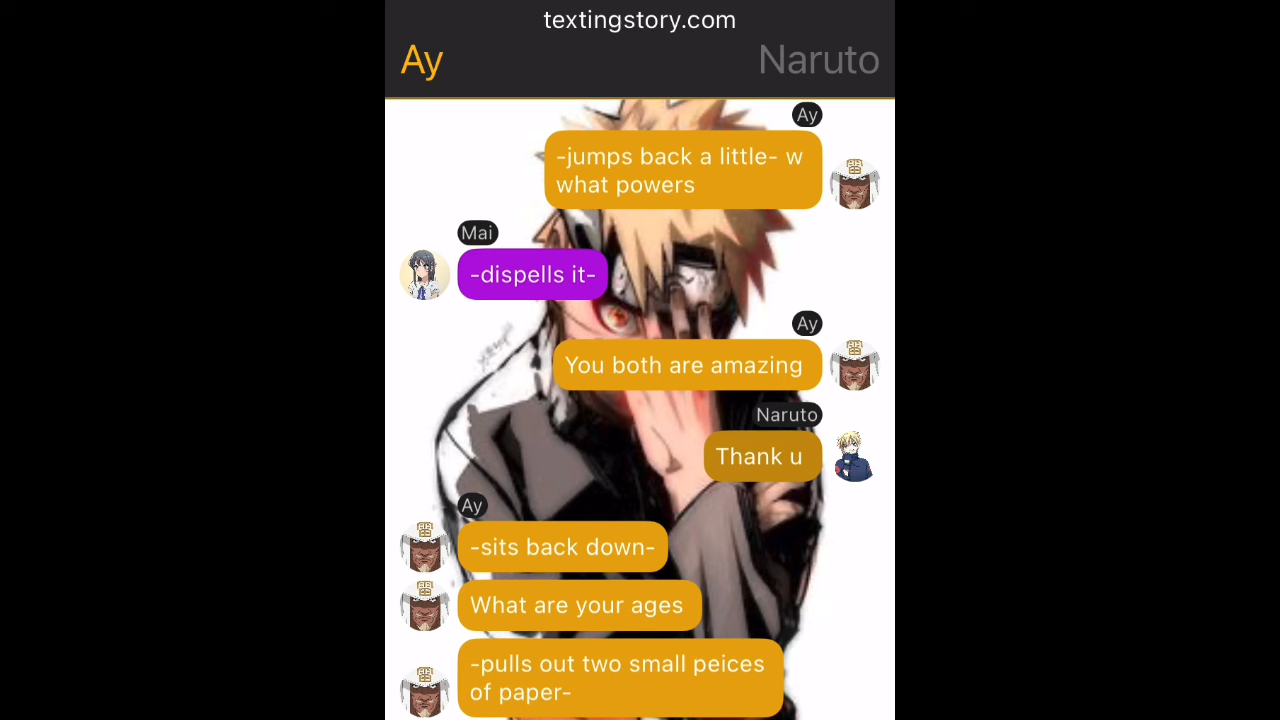 textingstory.com
Ay
Naruto
Ay
-jumps back a little- w
what powers
Mai
-dispells it-
Ay
You both are amazing
Naruto
Thank u
Ay
-sits back down-
What are your ages
-pulls out two small peices
of paper-